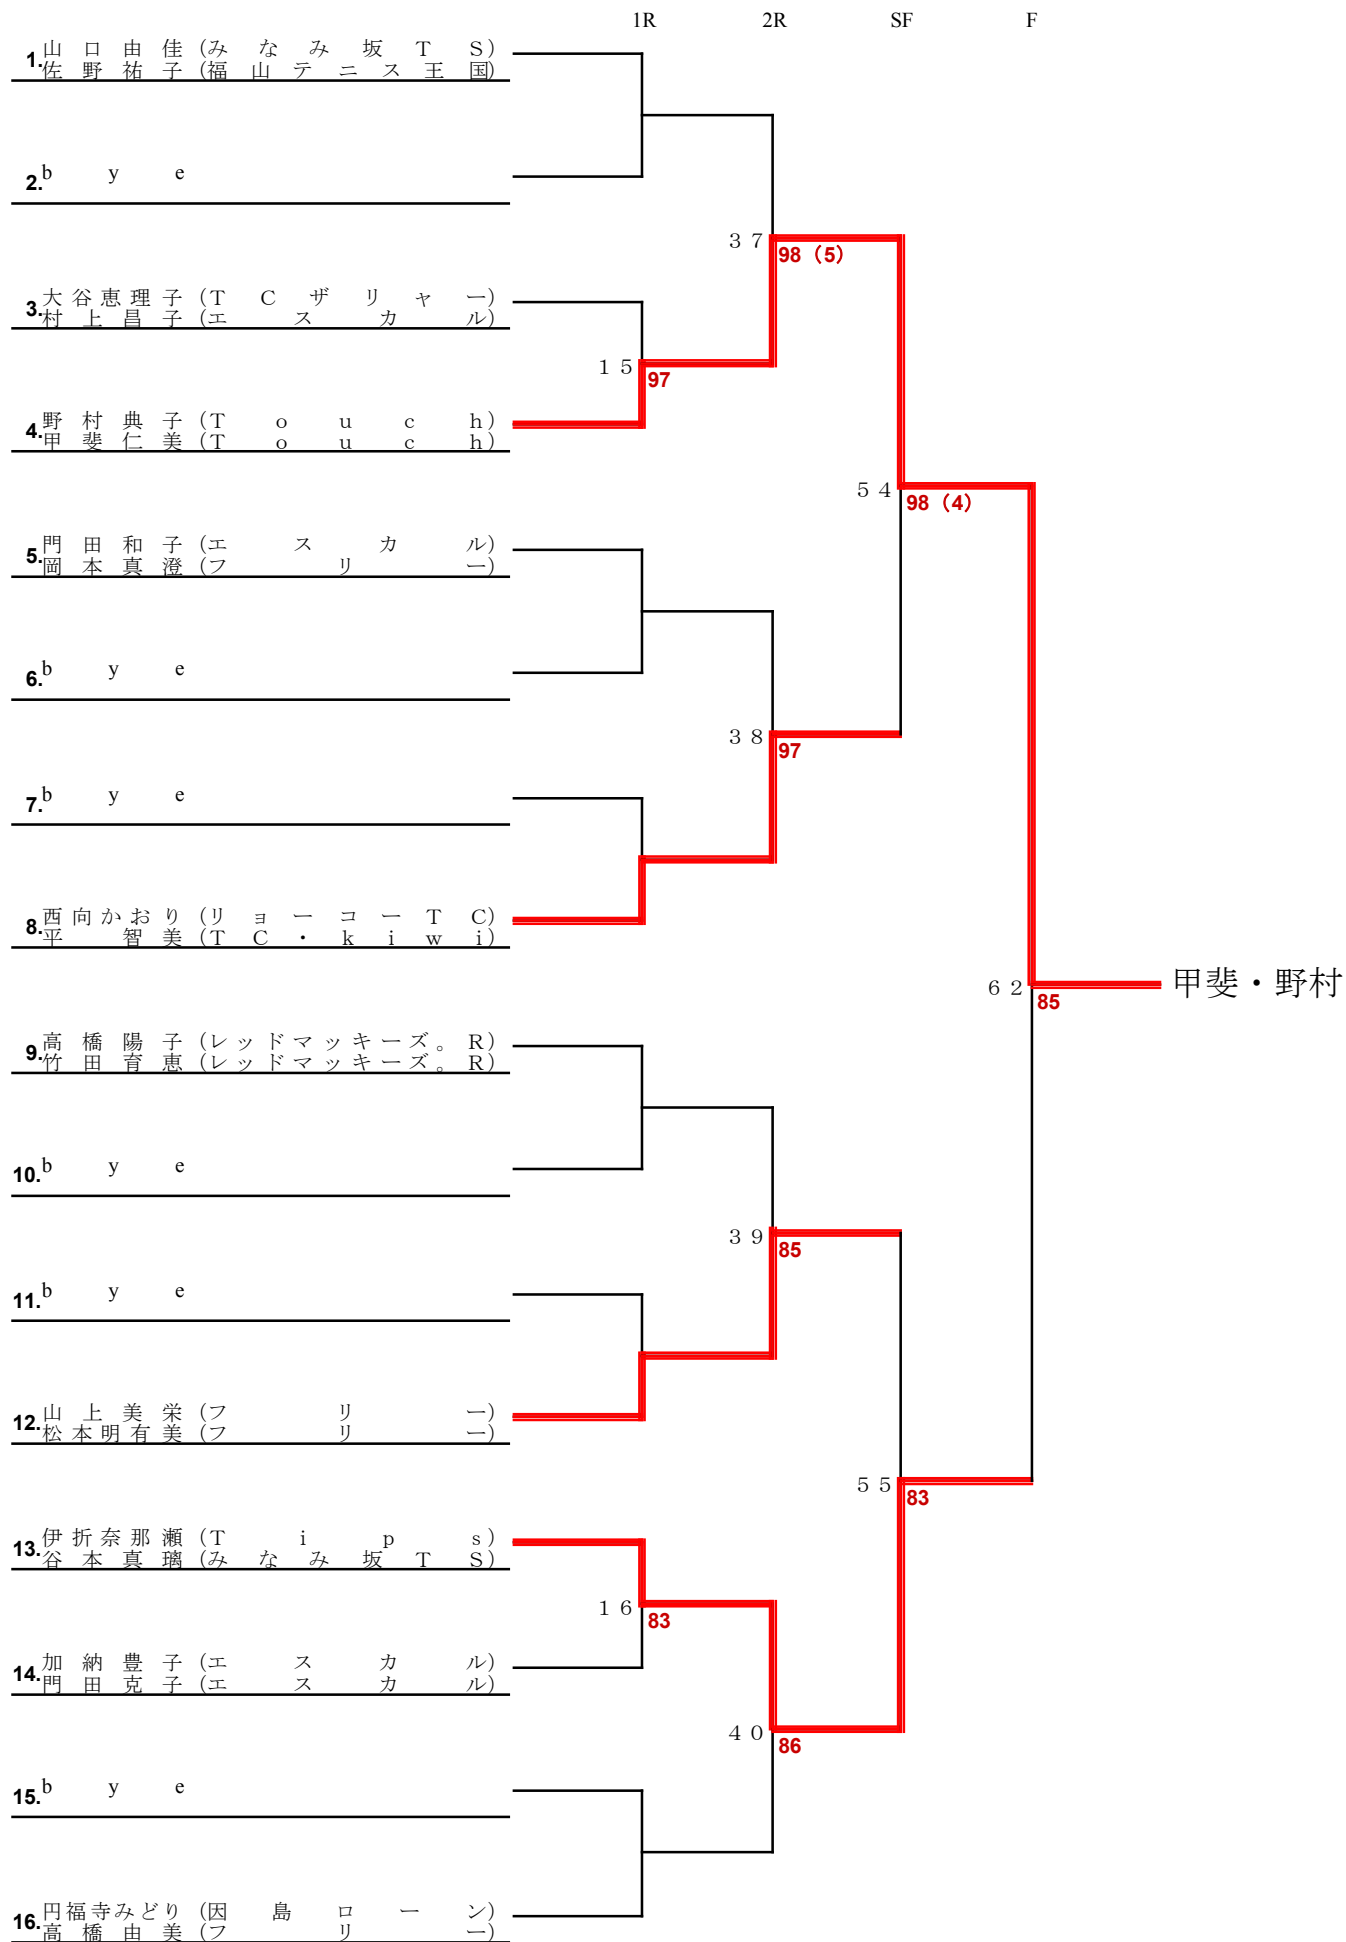 1R 2R SF F
1. 山口由佳 (みなみ坂TS)
佐野祐子 (福山テニス王国)
2. bye
37
98（5）
3. 大谷恵理子 (TCザリャー)
村上昌子 (エスカル)
15
97
4. 野村典子 (Touch)
甲斐仁美 (Touch)
54
98（4）
5. 門田和子 (エスカル)
岡本真澄 (フリー)
6. bye
38
97
7. bye
8. 西向かおり (リョーコーTC)
平智美 (TC・kiwi)
62
85
甲斐・野村
9. 高橋陽子 (レッドマッキーズ。R)
竹田育恵 (レッドマッキーズ。R)
10. bye
39
85
11. bye
12. 山上美栄 (フリー)
松本明有美 (フリー)
55
83
13. 伊折奈那瀬 (Tips)
谷本真璃 (みなみ坂TS)
16
83
14. 加納豊子 (エスカル)
門田克子 (エスカル)
40
86
15. bye
16. 円福寺みどり (因島ローン)
高橋由美 (フリー)